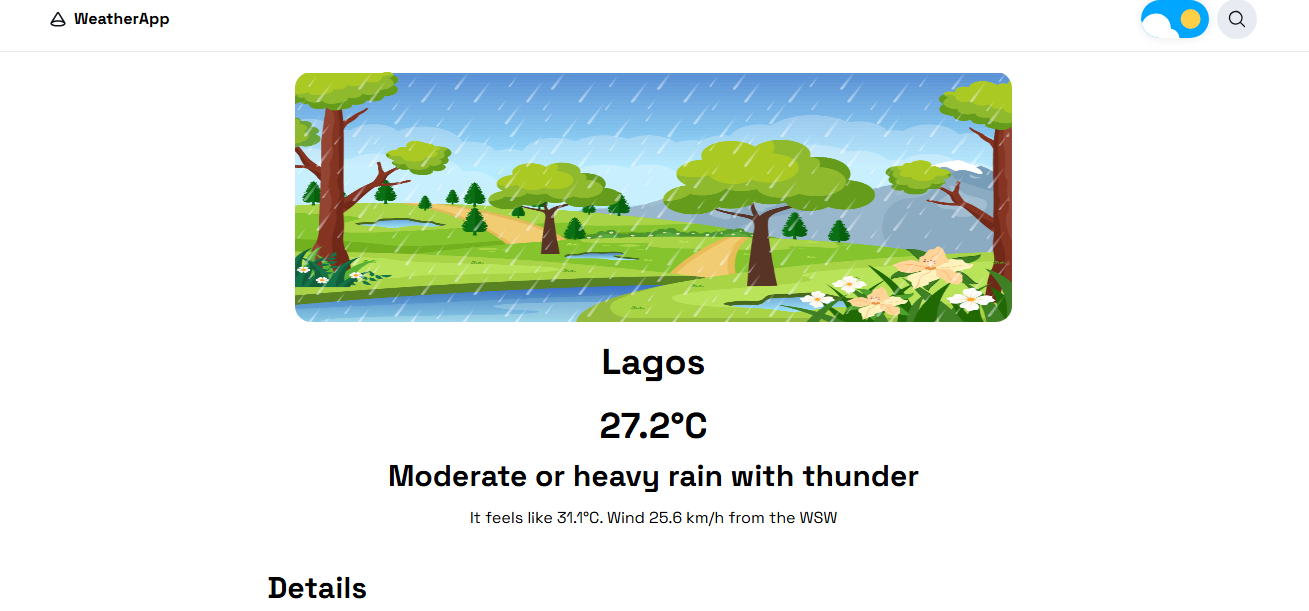 WeatherApp
Lagos
27.2°C
Moderate or heavy rain with thunder
It feels like 31.1°C. Wind 25.6 km/h from the WSW
Details